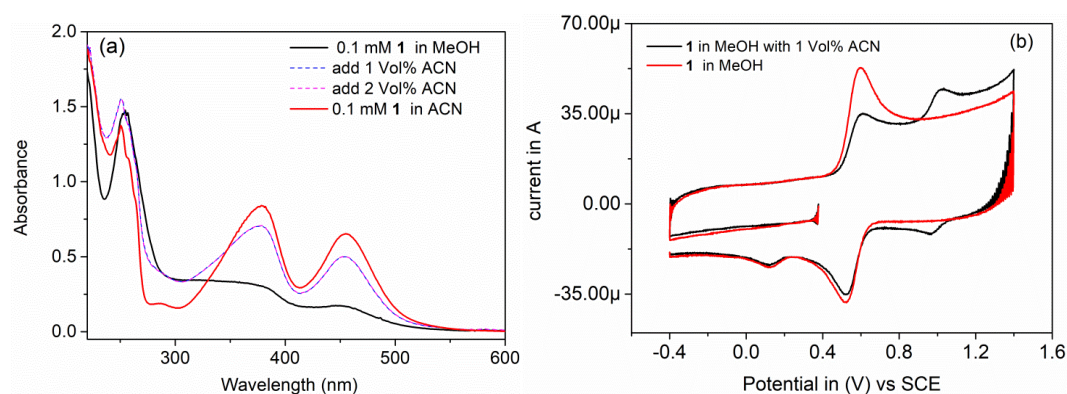 (a)
0.1 mM 1 in MeOH
add 1 Vol% ACN
add 2 Vol% ACN
0.1 mM 1 in ACN
2.0
1.5
1.0
0.5
0.0
Absorbance
300
400
500
600
Wavelength (nm)
(b)
1 in MeOH with 1 Vol% ACN
1 in MeOH
70.00µ
35.00µ
0.00
-35.00µ
current in A
-0.4
0.0
0.4
0.8
1.2
1.6
Potential in (V) vs SCE